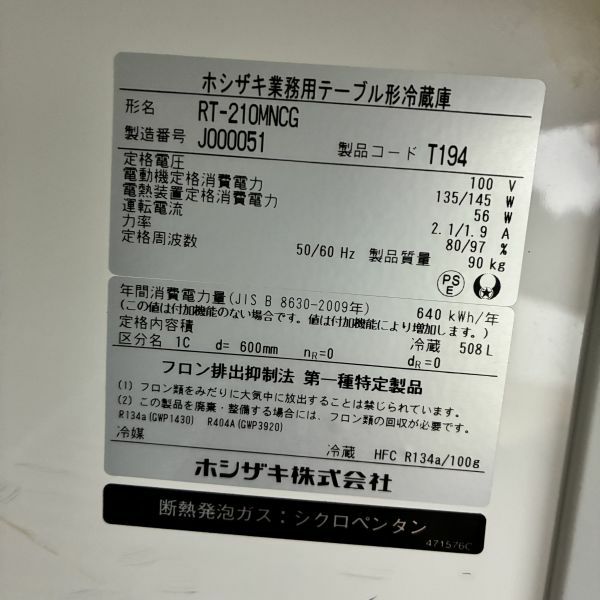 ホシザキ業務用テーブル形冷蔵庫
形名 RT-210MNCG
製造番号 J000051 製品コード T194
定格電圧 100 V
電動機定格消費電力 135/145 W
電熱装置定格消費電力 56 W
運転電流 2.1/1.9 A
力率 80/97 %
定格周波数 50/60 Hz 製品質量 90 kg
PS
E
年間消費電力量(JIS B 8630-2009年) 640 kWh/年
(この値は付加機能のない場合です。値は付加機能により増加します。)
定格内容積 冷蔵 508 L
区分名 1C d= 600mm nR=0 dR=0
フロン排出抑制法 第一種特定製品
(1) フロン類をみだりに大気中に放出することは禁じられています。
(2) この製品を廃棄・整備する場合には、フロン類の回収が必要です。
R134a(GWP1430) R404A(GWP3920)
冷媒 冷蔵 HFC R134a/100g
ホシザキ株式会社
断熱発泡ガス:シクロペンタン
471576C